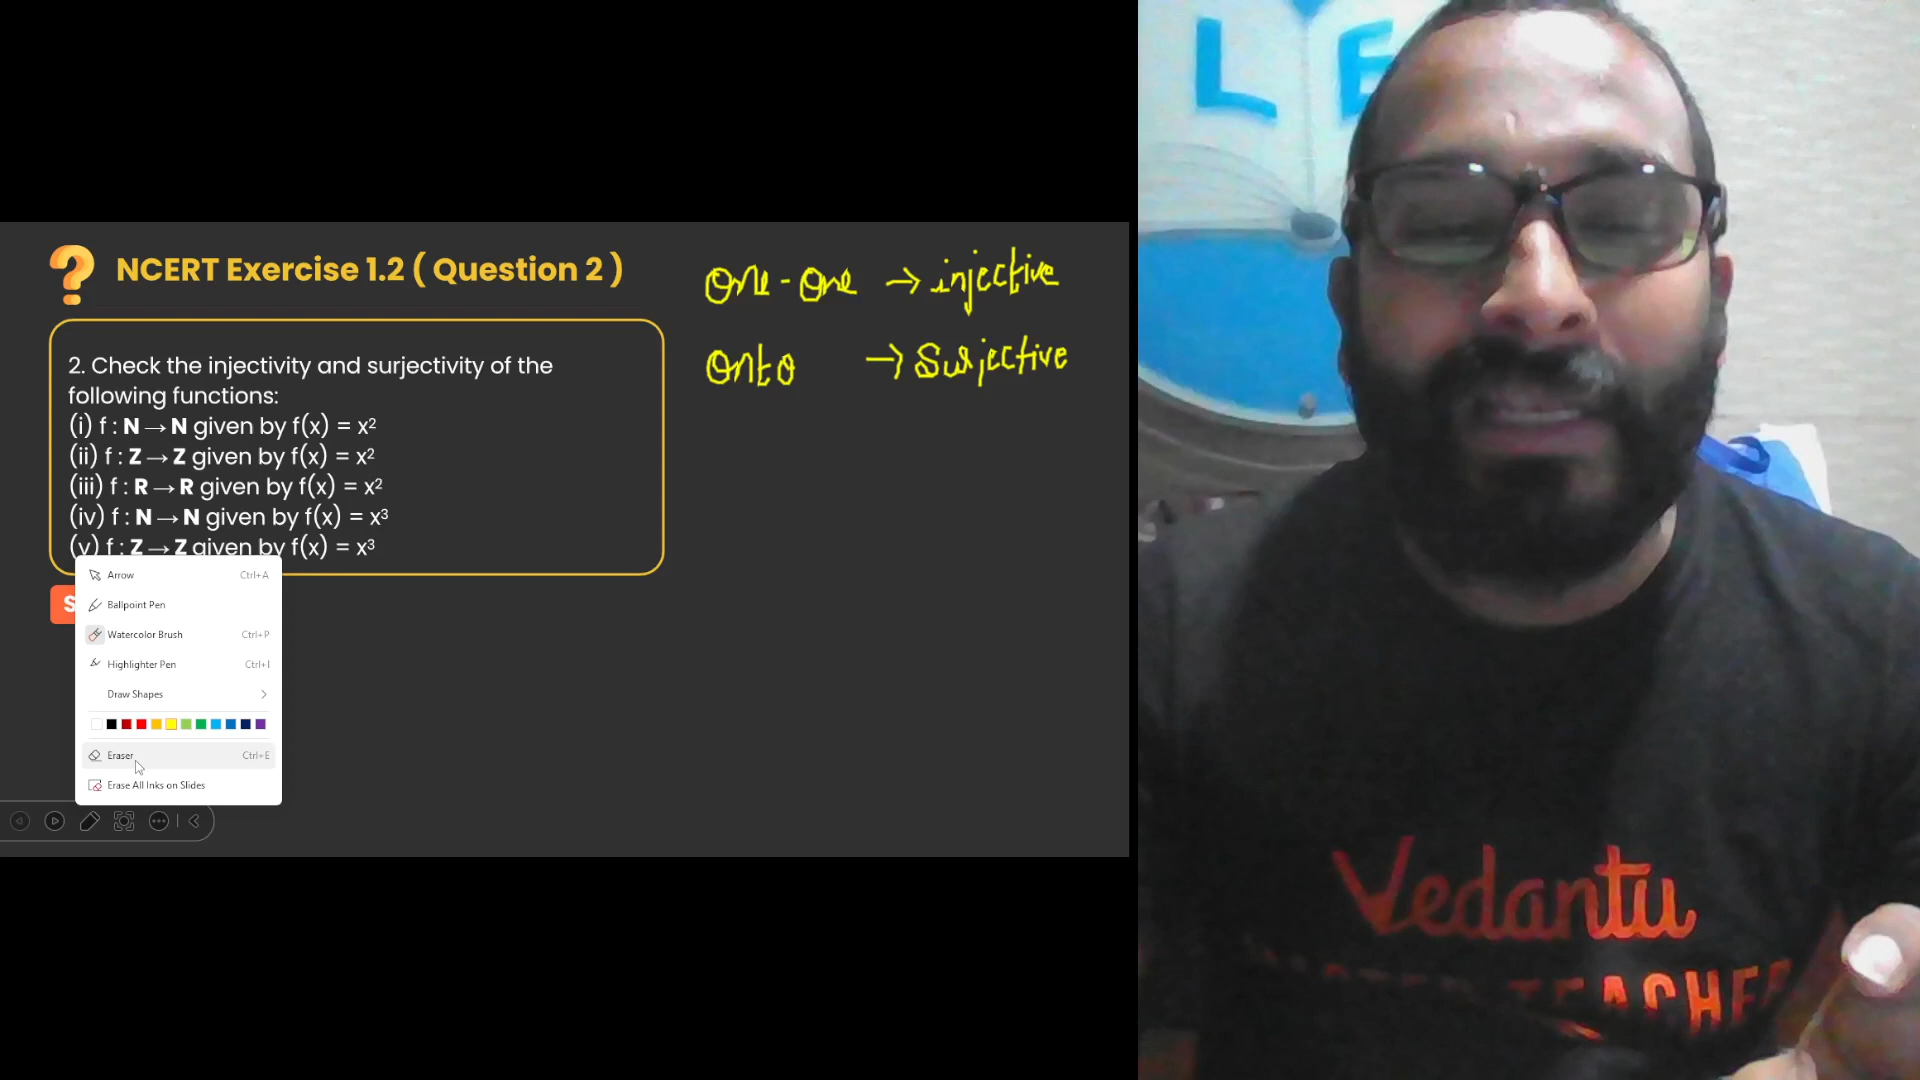 NCERT Exercise 1.2 ( Question 2 )
one - one → injective
onto → Surjective
2. Check the injectivity and surjectivity of the
following functions:
(i) f : N → N given by f(x) = x²
(ii) f : Z → Z given by f(x) = x²
(iii) f : R → R given by f(x) = x²
(iv) f : N → N given by f(x) = x³
(v) f : Z → Z given by f(x) = x³
S
Arrow Ctrl+A
Ballpoint Pen
Watercolor Brush Ctrl+P
Highlighter Pen Ctrl+I
Draw Shapes
Eraser Ctrl+E
Erase All Inks on Slides
L E
Vedantu
TEACHE